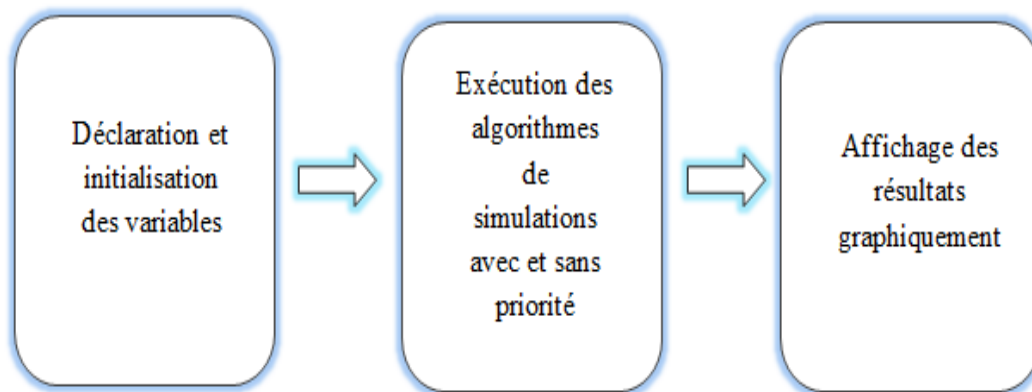 Déclaration et
initialisation
des variables
Exécution des
algorithmes
de
simulations
avec et sans
priorité
Affichage des
résultats
graphiquement